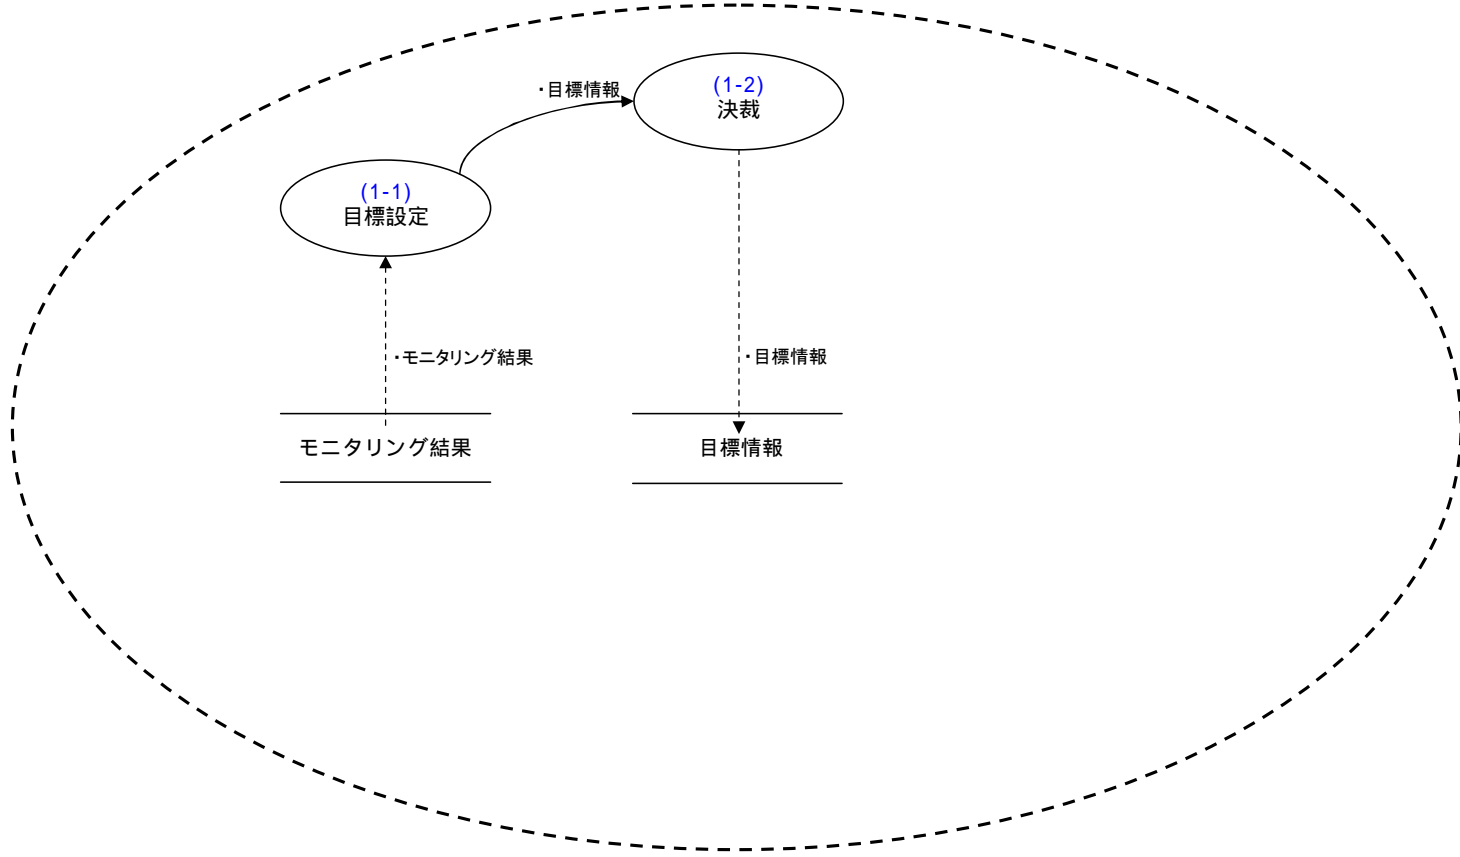 (1-2)
決裁
・目標情報
(1-1)
目標設定
・モニタリング結果
・目標情報
モニタリング結果
目標情報